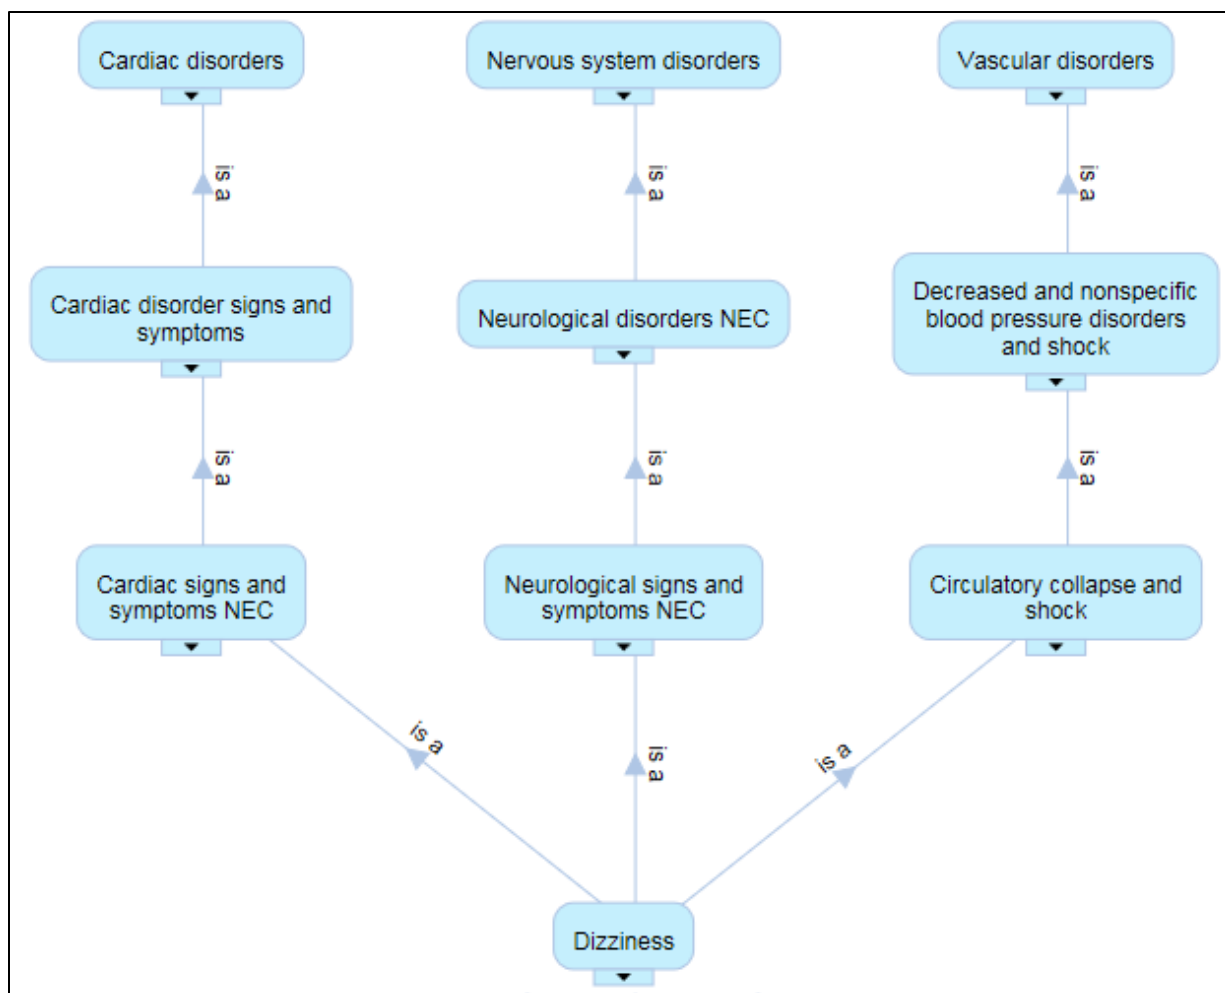 Cardiac disorders
Nervous system disorders
Vascular disorders
is a
is a
is a
Cardiac disorder signs and
symptoms
Neurological disorders NEC
Decreased and nonspecific
blood pressure disorders
and shock
is a
is a
is a
Cardiac signs and
symptoms NEC
Neurological signs and
symptoms NEC
Circulatory collapse and
shock
is a
is a
is a
Dizziness